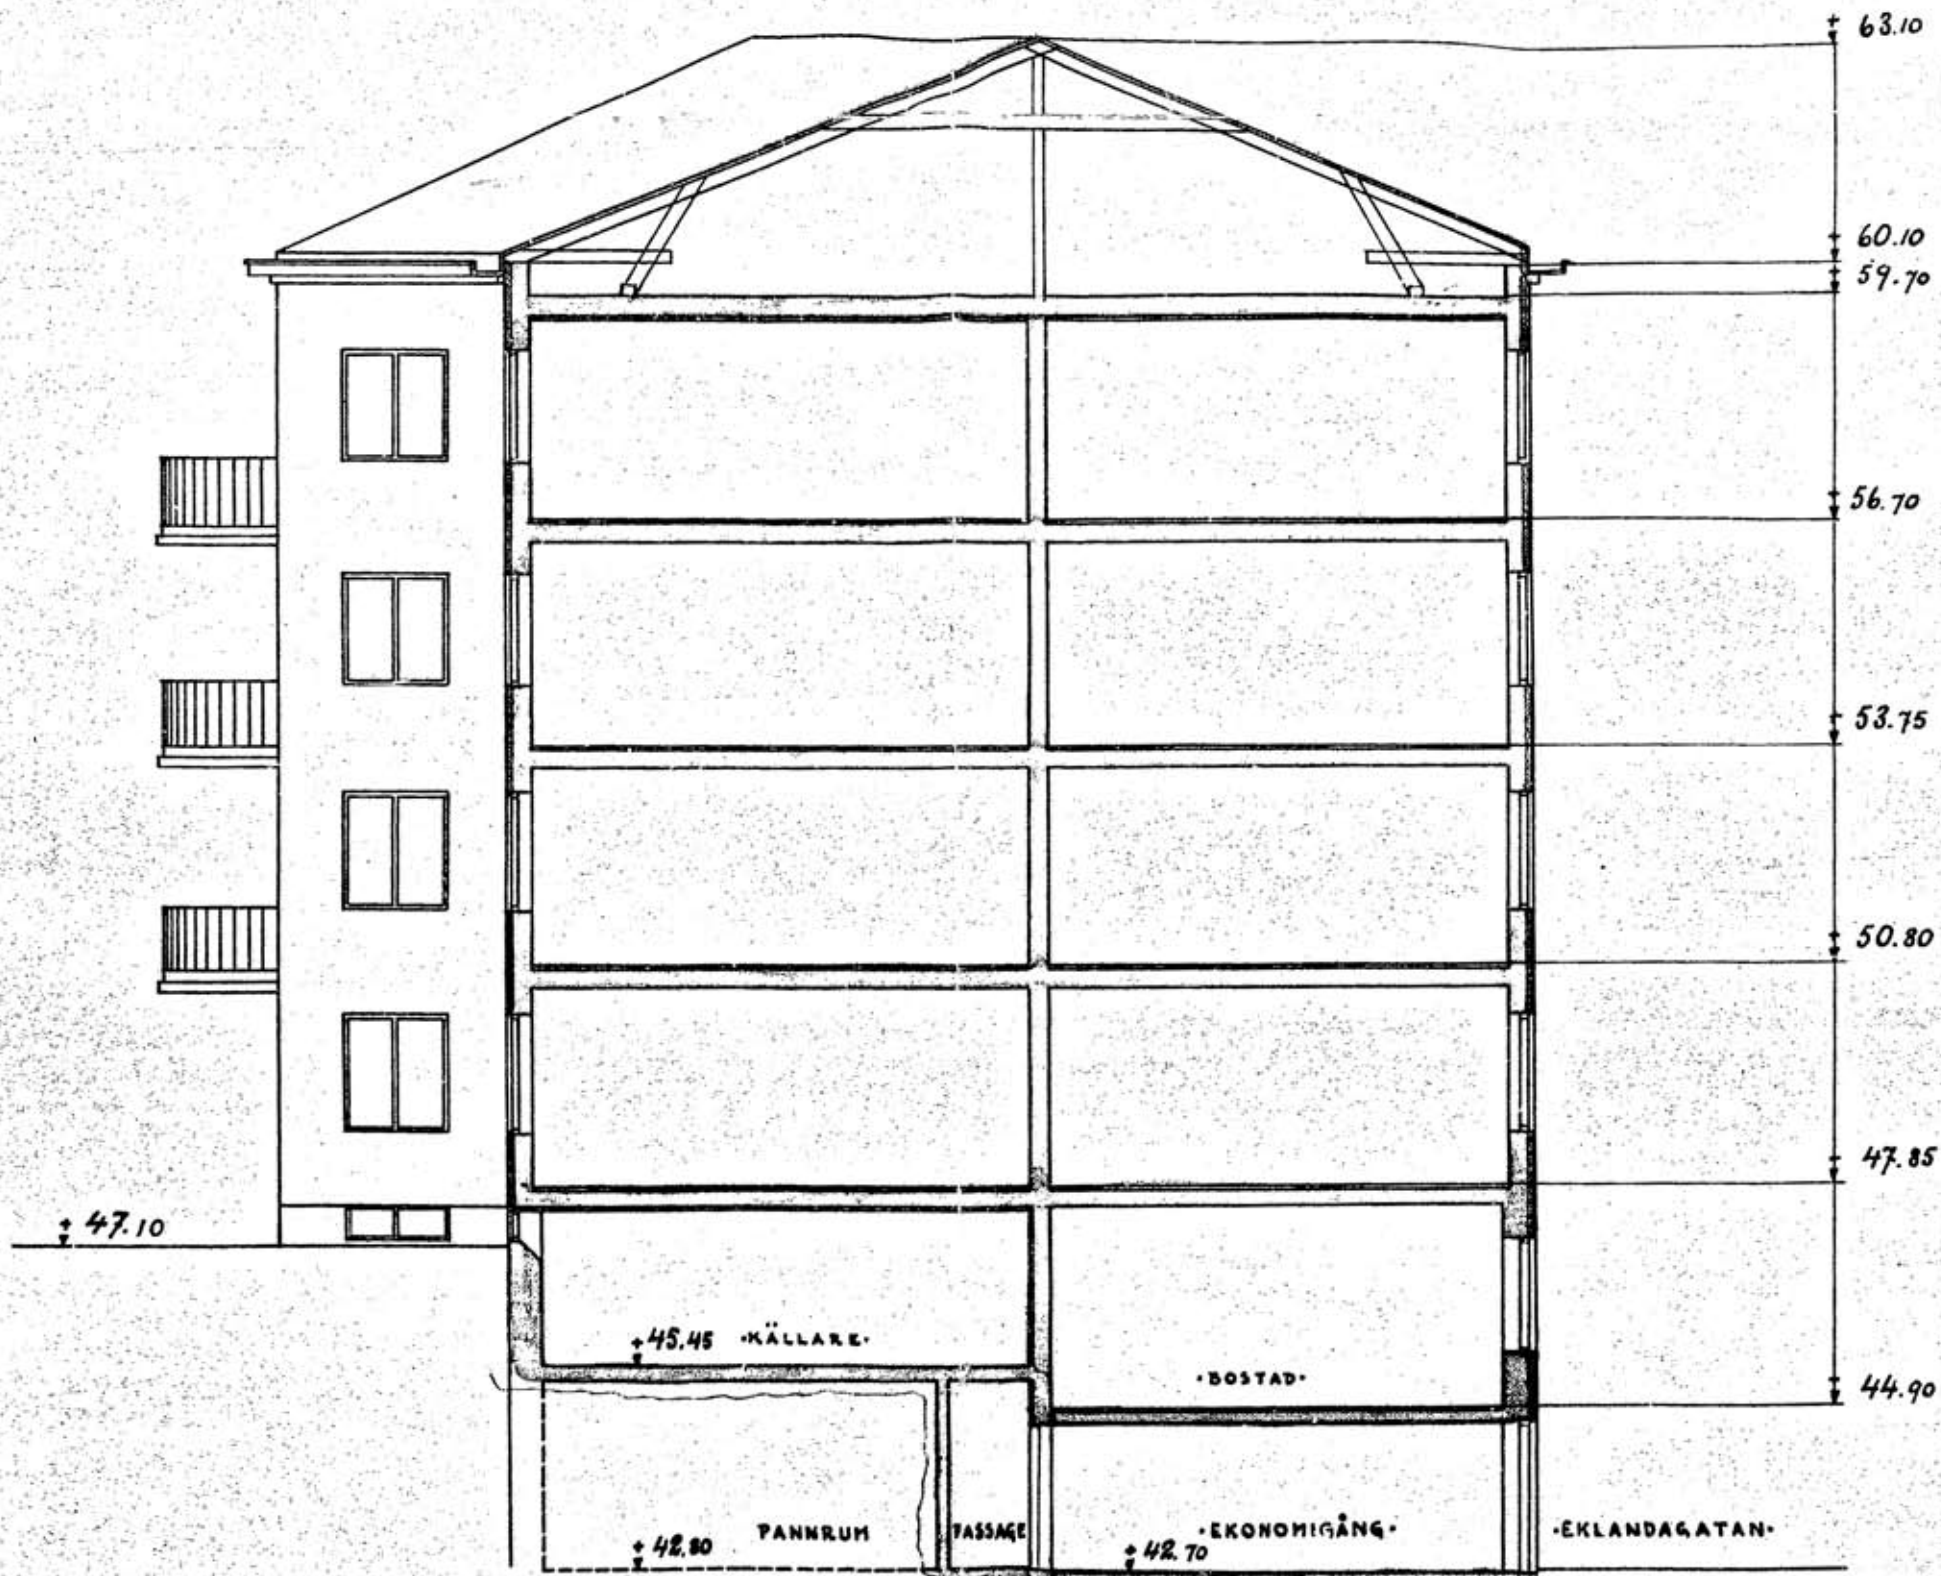 + 63.10
+ 60.10
+ 59.70
+ 56.70
+ 53.75
+ 50.80
+ 47.85
+ 47.10
+ 45.45 ·KÄLLARE·
·BOSTAD·
+ 44.90
PANNRUM
PASSAGE
·EKONOMIGÅNG·
·EKLANDAGATAN·
+ 42.80
+ 42.70